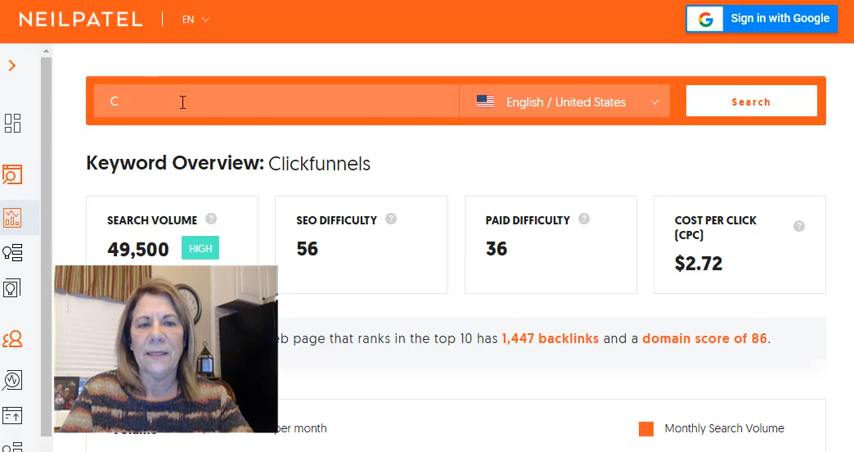 NEILPATEL | EN
Sign in with Google
C
English / United States
Search
Keyword Overview: Clickfunnels
SEARCH VOLUME ?
49,500 HIGH
SEO DIFFICULTY ?
56
PAID DIFFICULTY ?
36
COST PER CLICK
(CPC) ?
$2.72
page that ranks in the top 10 has 1,447 backlinks and a domain score of 86.
per month
Monthly Search Volume